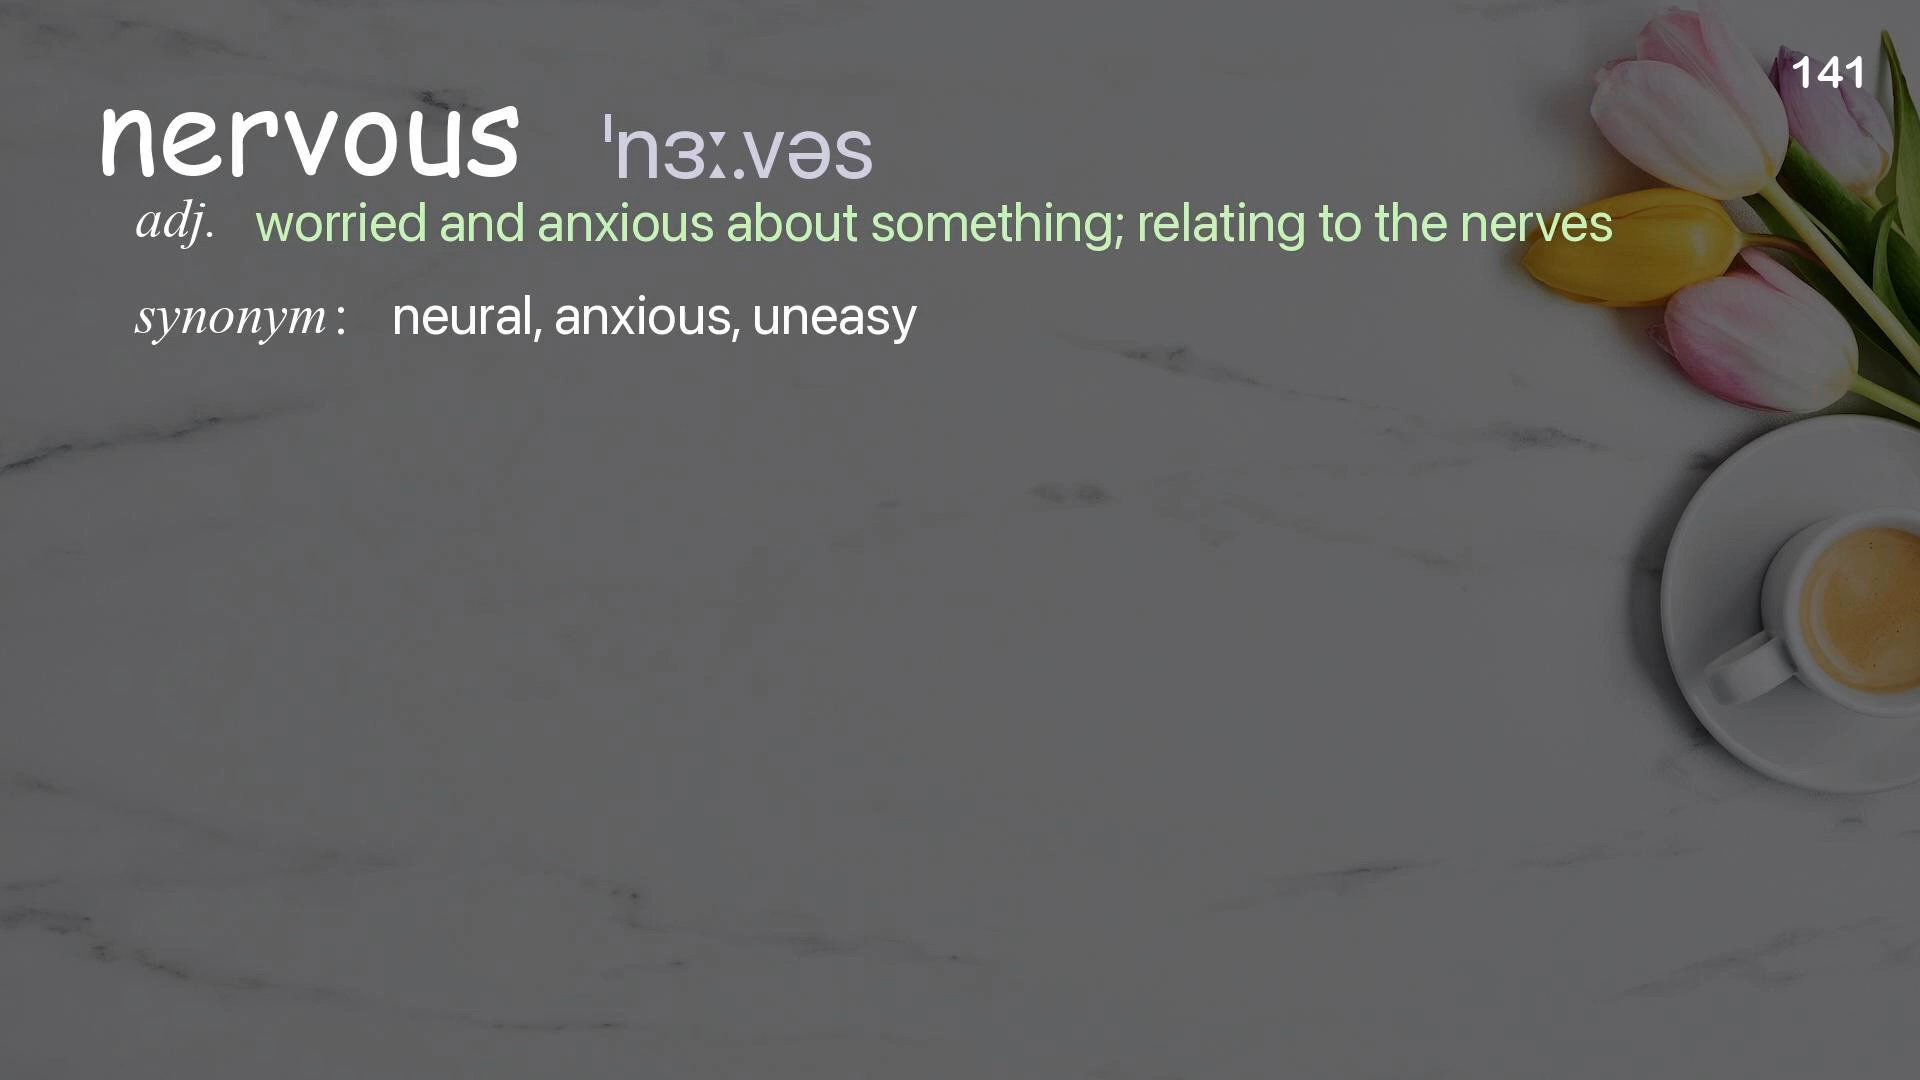 141
nervous ˈnɜː.vəs
adj. worried and anxious about something; relating to the nerves
synonym: neural, anxious, uneasy